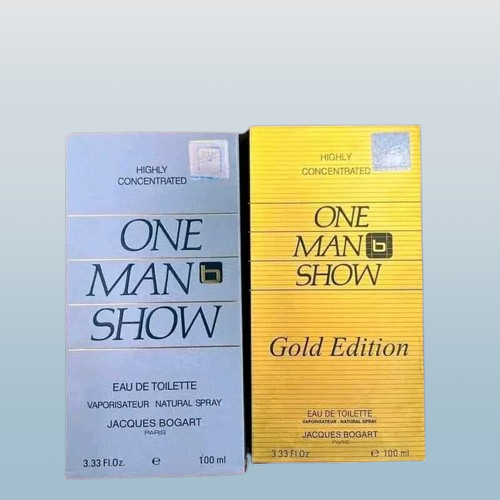 HIGHLY
CONCENTRATED
ONE
MAN b
SHOW
EAU DE TOILETTE
VAPORISATEUR NATURAL SPRAY
JACQUES BOGART
PARIS
3.33 Fl.Oz. e 100 ml
HIGHLY
CONCENTRATED
ONE
MAN b
SHOW
Gold Edition
EAU DE TOILETTE
VAPORISATEUR - NATURAL SPRAY
JACQUES BOGART
PARIS
3.33 Fl.Oz. e 100 ml